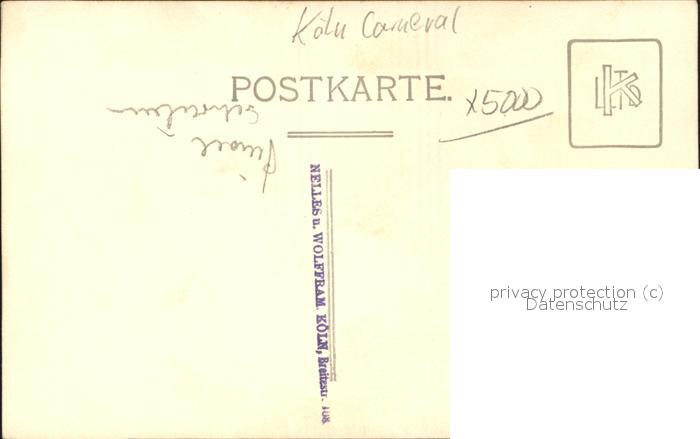 Köln Carneval
POSTKARTE.
x5000
NELLES u. WOLFFRAM. KÖLN, Breitestr. 108
privacy protection (c)
Datenschutz